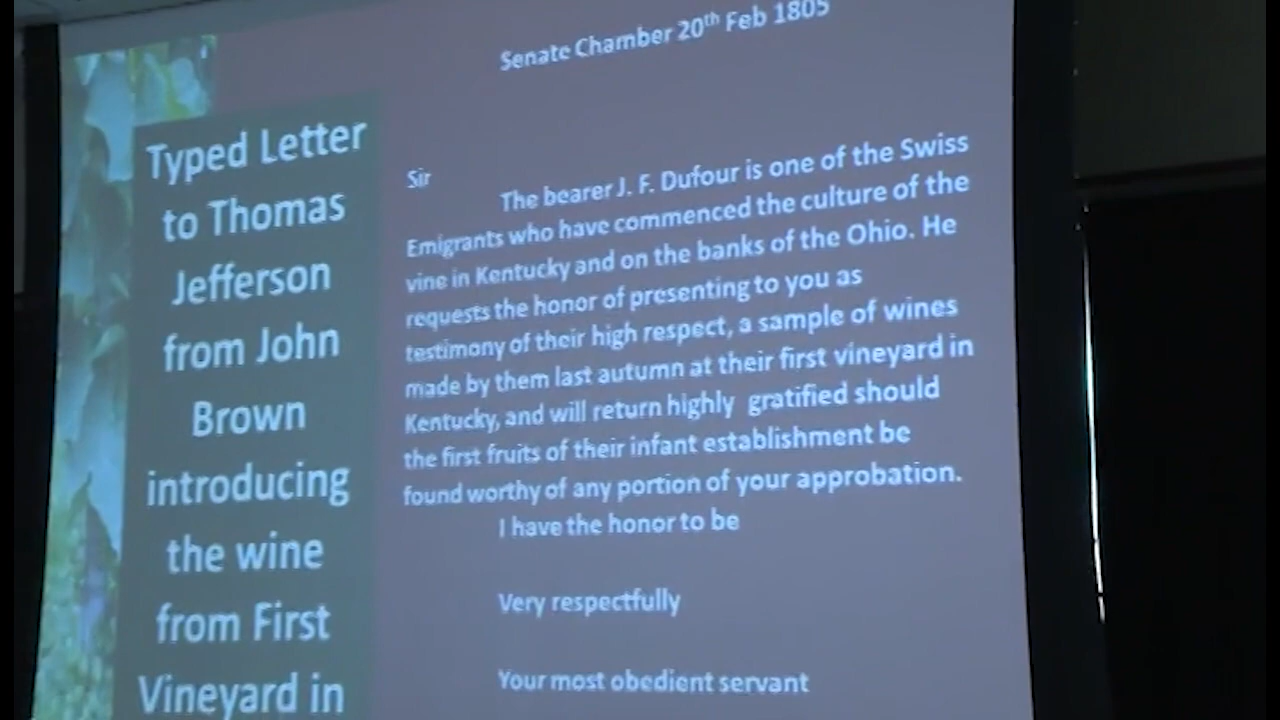 Typed Letter
to Thomas
Jefferson
from John
Brown
introducing
the wine
from First
Vineyard in
Senate Chamber 20th Feb 1805
Sir
The bearer J. F. Dufour is one of the Swiss
Emigrants who have commenced the culture of the
vine in Kentucky and on the banks of the Ohio. He
requests the honor of presenting to you as
testimony of their high respect, a sample of wines
made by them last autumn at their first vineyard in
Kentucky, and will return highly gratified should
the first fruits of their infant establishment be
found worthy of any portion of your approbation.
I have the honor to be
Very respectfully
Your most obedient servant